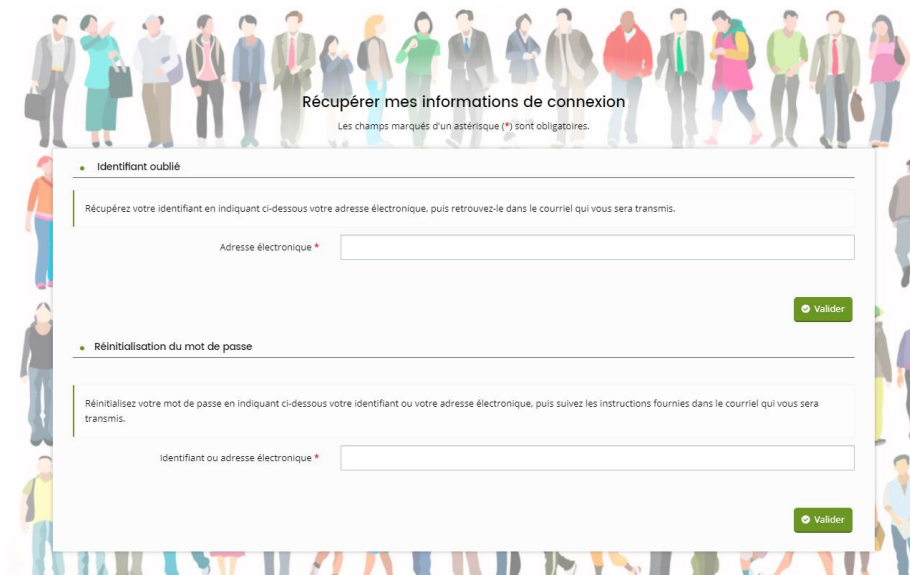 Récupérer mes informations de connexion
Les champs marqués d'un astérisque (*) sont obligatoires.
Identifiant oublié
Récupérez votre identifiant en indiquant ci-dessous votre adresse électronique, puis retrouvez-le dans le courriel qui vous sera transmis.
Adresse électronique *
Valider
Réinitialisation du mot de passe
Réinitialisez votre mot de passe en indiquant ci-dessous votre identifiant ou votre adresse électronique, puis suivez les instructions fournies dans le courriel qui vous sera
transmis.
Identifiant ou adresse électronique *
Valider